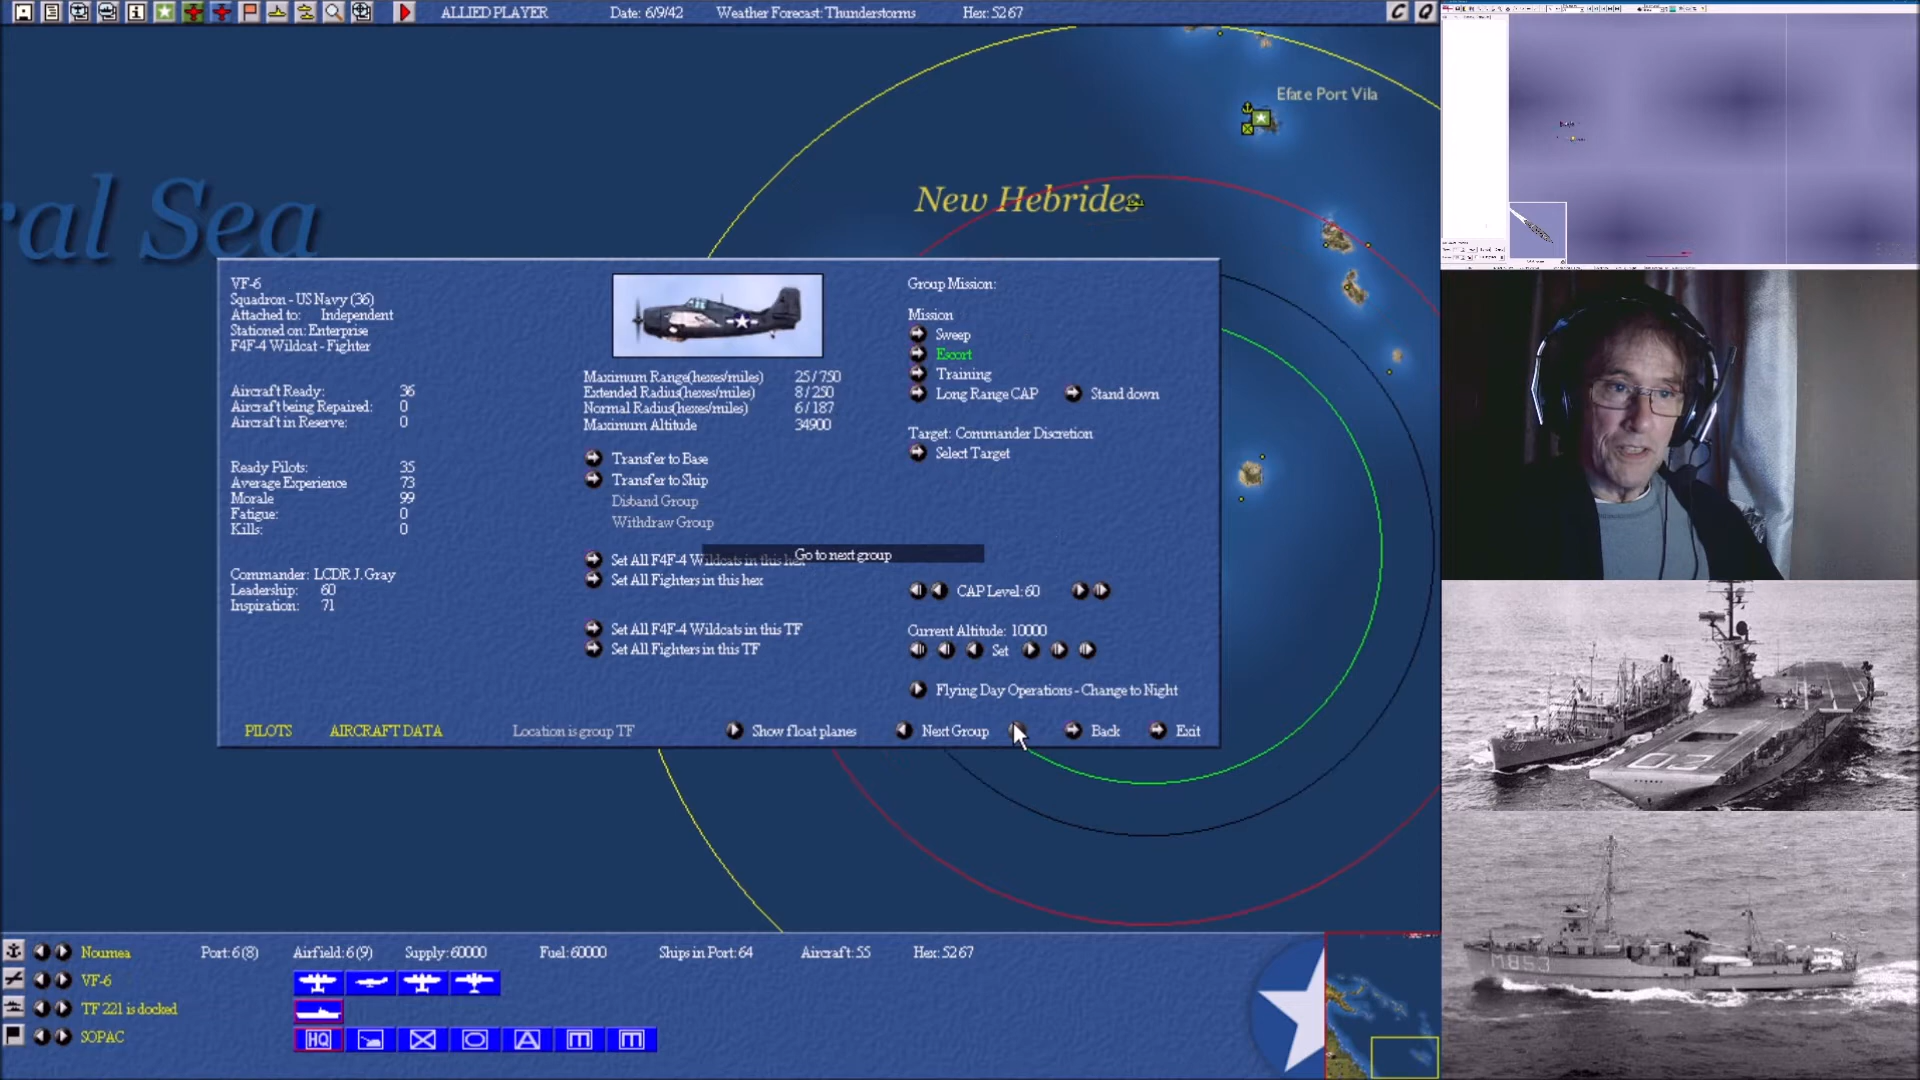 ALLIED PLAYER Date: 6/9/42 Weather Forecast: Thunderstorms Hex: 52 67
C Q
Efate Port Vila
New Hebrides
ral Sea
VF-6
Squadron - US Navy (36)
Attached to: Independent
Stationed on: Enterprise
F4F-4 Wildcat - Fighter
Aircraft Ready: 36
Aircraft being Repaired: 0
Aircraft in Reserve: 0
Ready Pilots: 35
Average Experience 73
Morale 99
Fatigue: 0
Kills: 0
Commander: LCDR J. Gray
Leadership: 60
Inspiration: 71
Maximum Range(hexes/miles) 25 / 750
Extended Radius(hexes/miles) 8 / 250
Normal Radius(hexes/miles) 6 / 187
Maximum Altitude 34900
Transfer to Base
Transfer to Ship
Disband Group
Withdraw Group
Go to next group
Set All F4F-4 Wildcats in this hex
Set All Fighters in this hex
Set All F4F-4 Wildcats in this TF
Set All Fighters in this TF
Group Mission:
Mission
Sweep
Escort
Training
Long Range CAP Stand down
Target: Commander Discretion
Select Target
CAP Level: 60
Current Altitude: 10000
Set
Flying Day Operations - Change to Night
PILOTS AIRCRAFT DATA Location is group TF Show float planes Next Group Back Exit
Noumea Port: 6 (8) Airfield: 6 (9) Supply: 60000 Fuel: 60000 Ships in Port: 64 Aircraft: 55 Hex: 52 67
VF-6
TF 221 is docked
SOPAC
HQ
M853